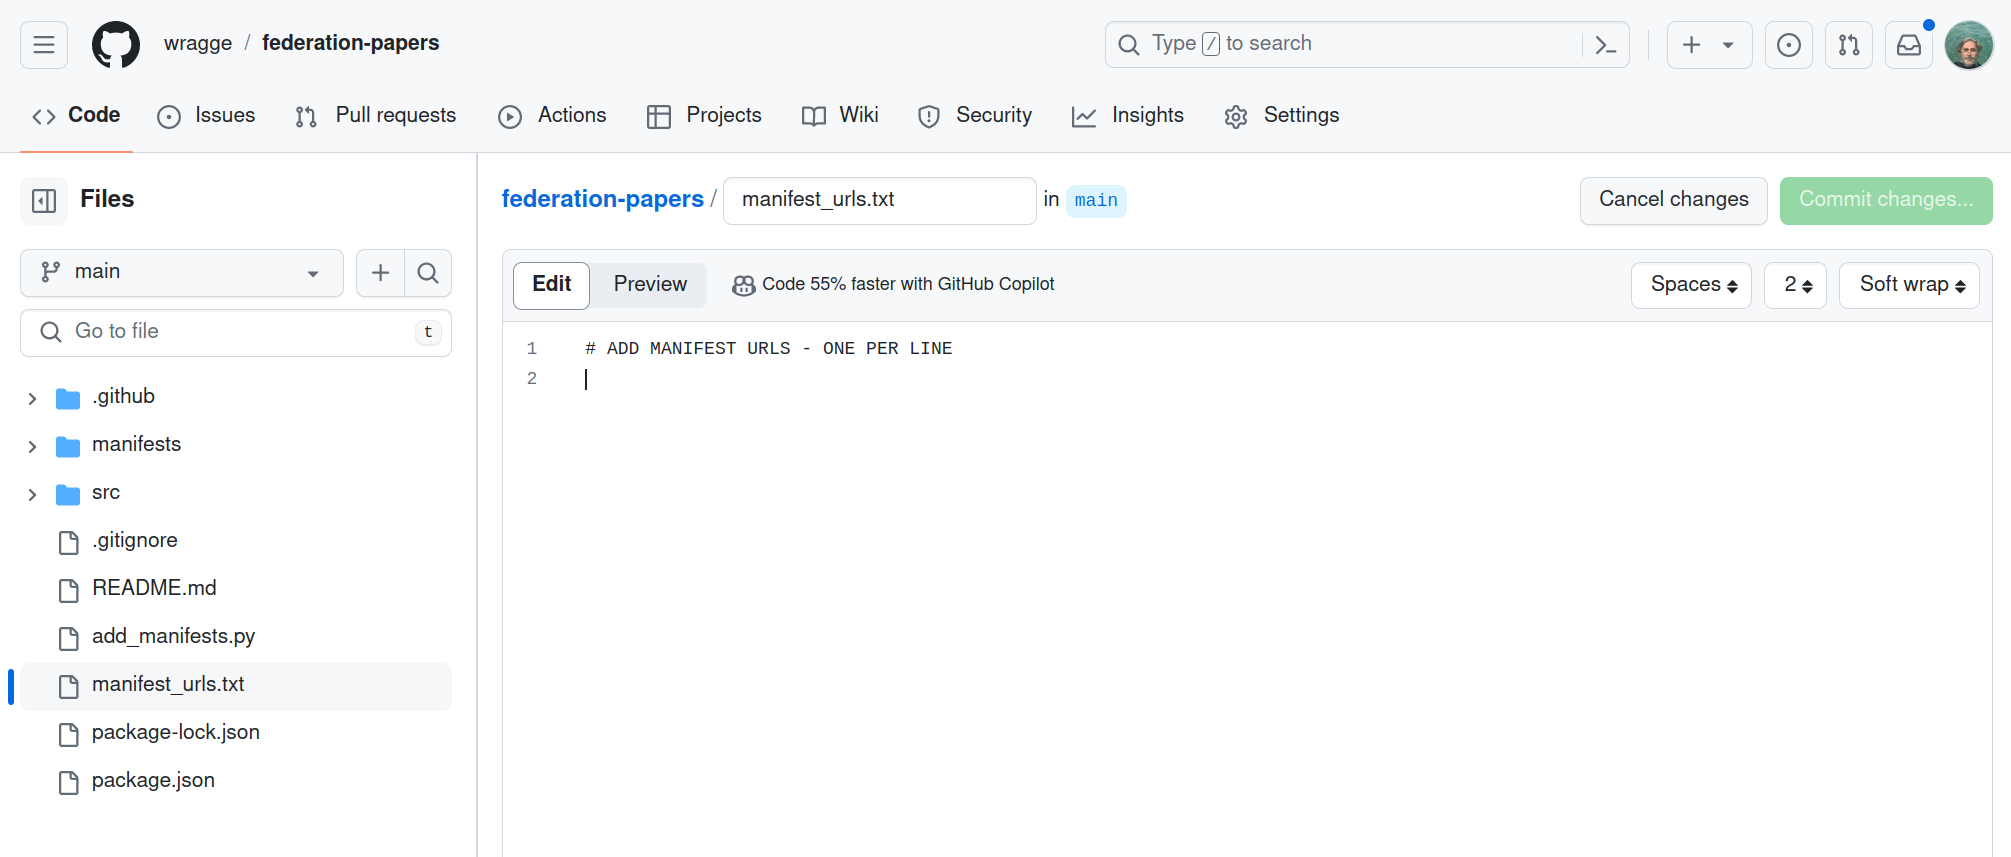 wragge / federation-papers
Type / to search
Code
Issues
Pull requests
Actions
Projects
Wiki
Security
Insights
Settings
Files
federation-papers / manifest_urls.txt in main
Cancel changes
Commit changes...
main
Go to file t
Edit
Preview
Code 55% faster with GitHub Copilot
Spaces
2
Soft wrap
1 # ADD MANIFEST URLS - ONE PER LINE
2
.github
manifests
src
.gitignore
README.md
add_manifests.py
manifest_urls.txt
package-lock.json
package.json